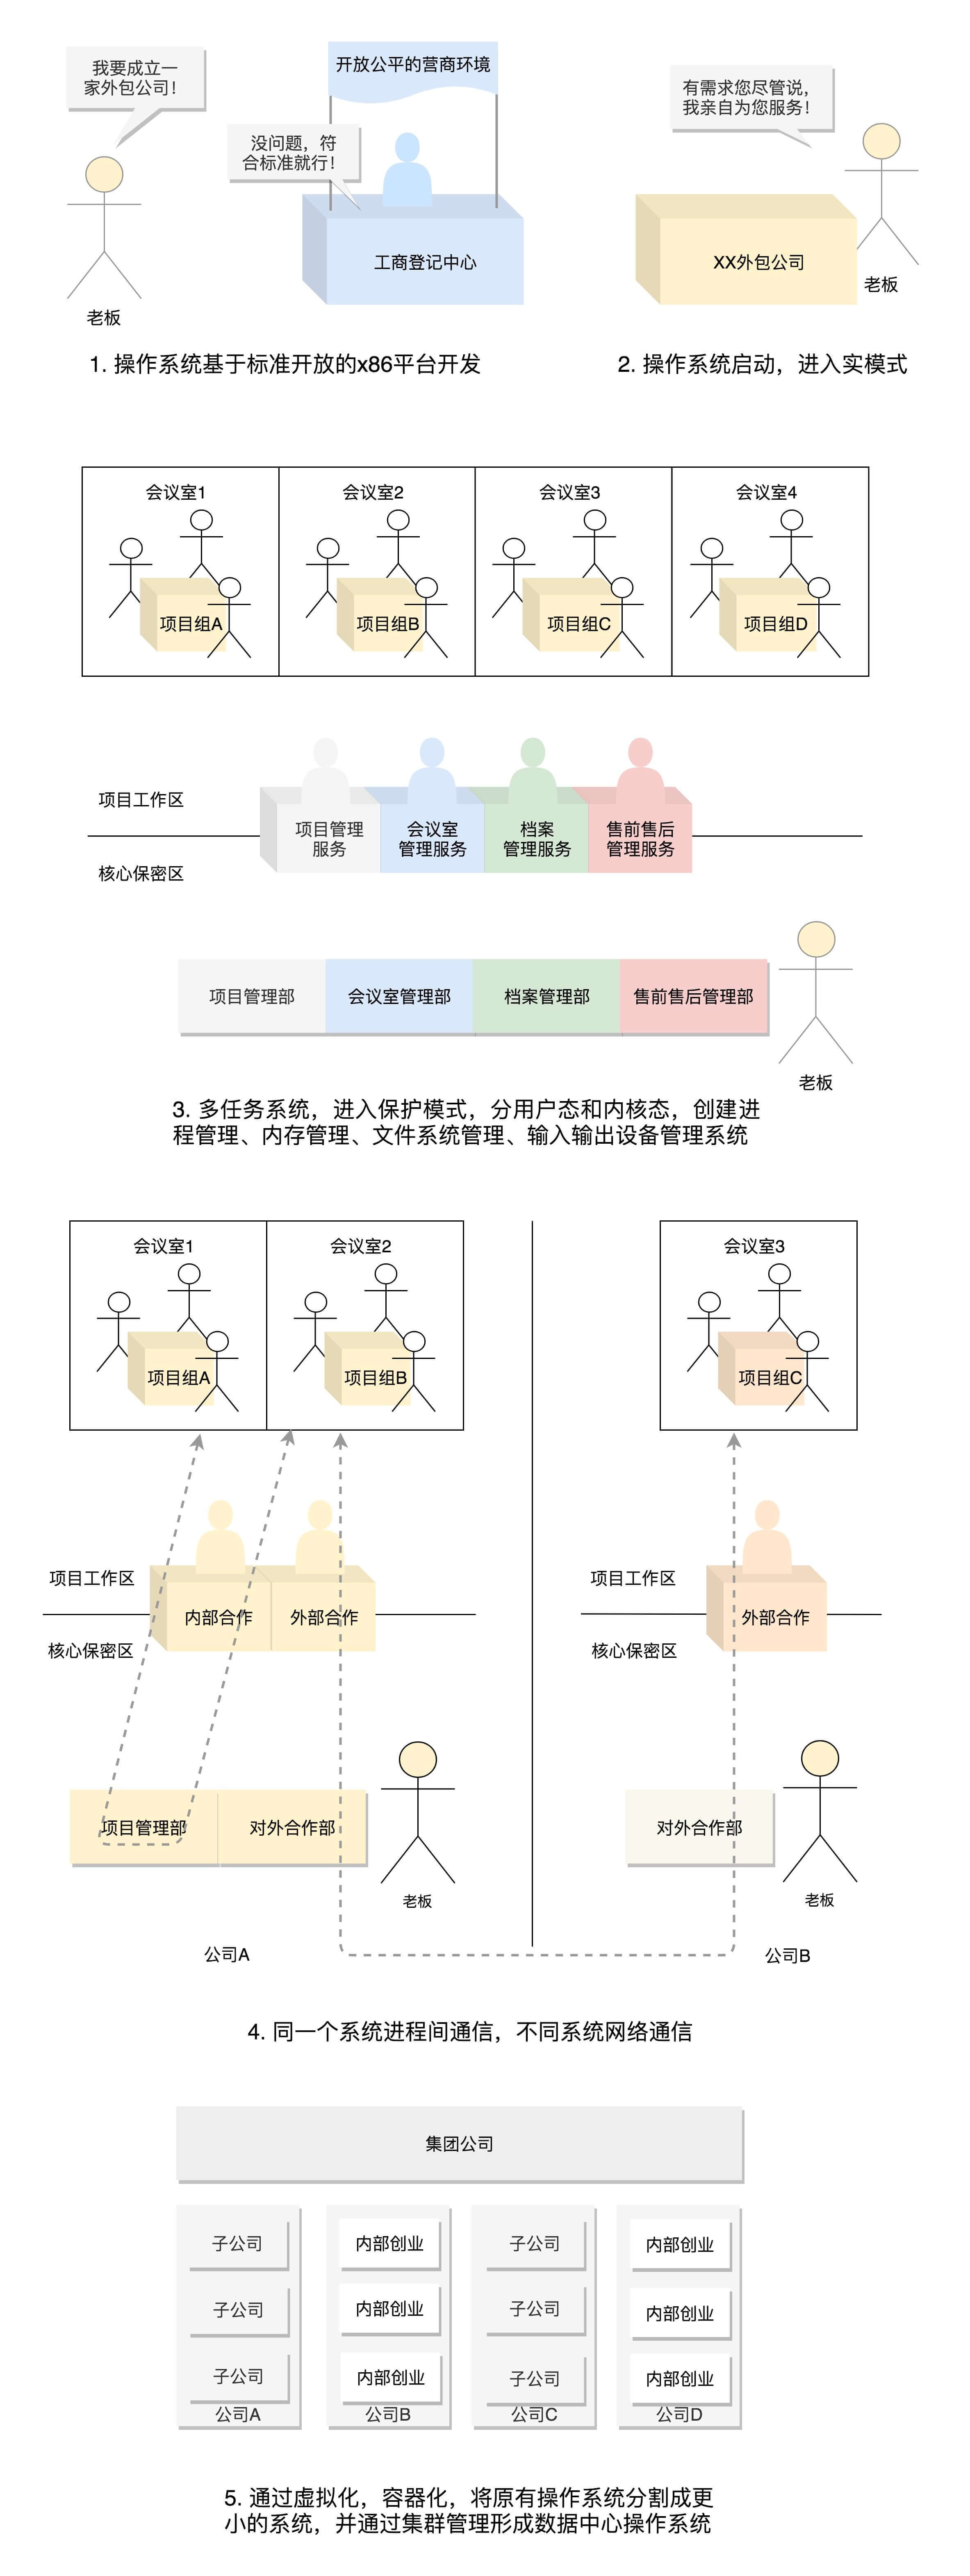 我要成立一
家外包公司！
开放公平的营商环境
没问题，符
合标准就行！
工商登记中心
老板
有需求您尽管说，
我亲自为您服务！
XX外包公司
老板
1. 操作系统基于标准开放的x86平台开发
2. 操作系统启动，进入实模式
会议室1
会议室2
会议室3
会议室4
项目组A
项目组B
项目组C
项目组D
项目工作区
核心保密区
项目管理
服务
会议室
管理服务
档案
管理服务
售前售后
管理服务
项目管理部
会议室管理部
档案管理部
售前售后管理部
老板
3. 多任务系统，进入保护模式，分用户态和内核态，创建进
程管理、内存管理、文件系统管理、输入输出设备管理系统
会议室1
会议室2
会议室3
项目组A
项目组B
项目组C
项目工作区
核心保密区
内部合作
外部合作
项目工作区
核心保密区
外部合作
项目管理部
对外合作部
老板
对外合作部
老板
公司A
公司B
4. 同一个系统进程间通信，不同系统网络通信
集团公司
子公司
内部创业
子公司
内部创业
子公司
内部创业
子公司
内部创业
子公司
内部创业
子公司
内部创业
公司A
公司B
公司C
公司D
5. 通过虚拟化，容器化，将原有操作系统分割成更
小的系统，并通过集群管理形成数据中心操作系统